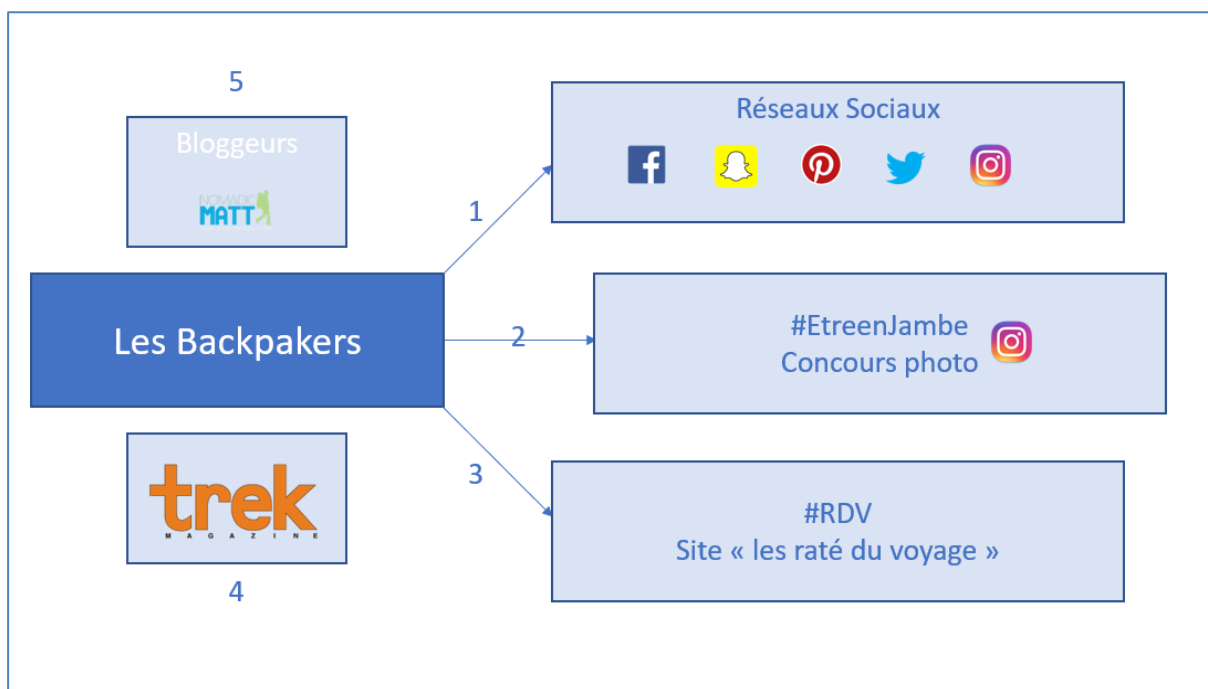 5
Bloggeurs
NOMADIC
MATT
Réseaux Sociaux
1
Les Backpakers
2
#EtreenJambe
Concours photo
3
trek
MAGAZINE
4
#RDV
Site « les raté du voyage »